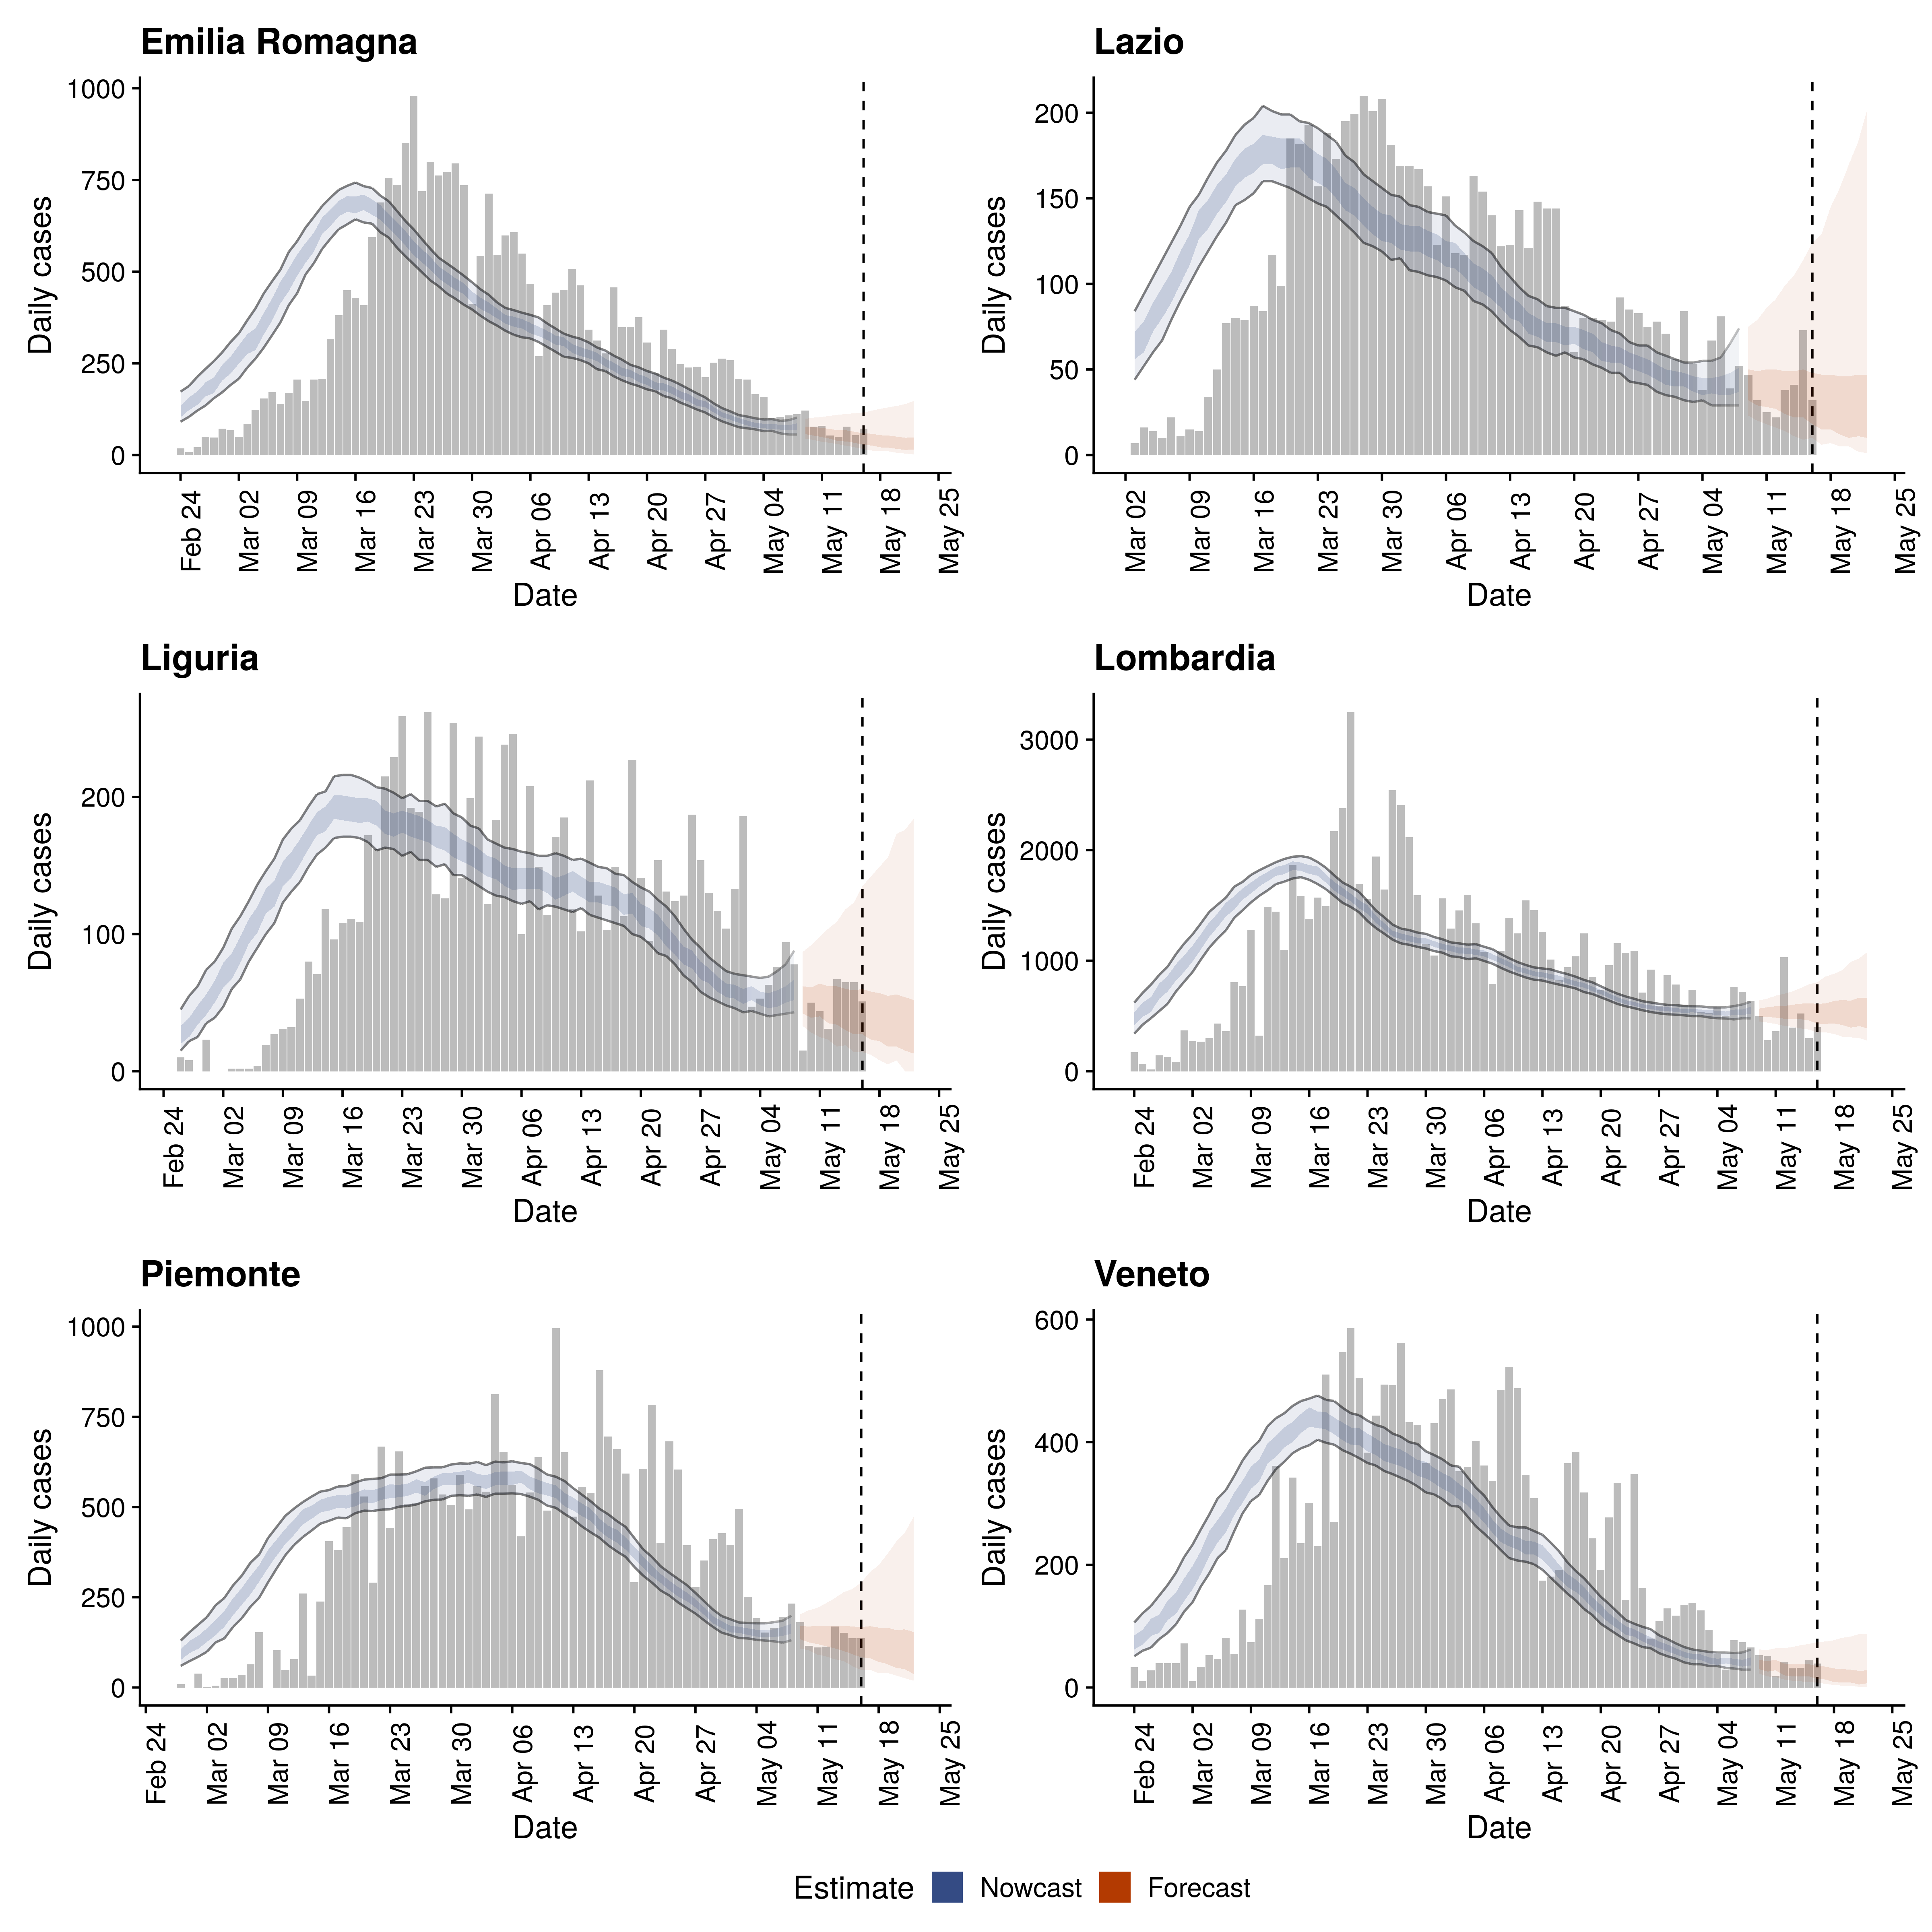 Emilia Romagna
Daily cases
1000
750
500
250
0
Feb 24
Mar 02
Mar 09
Mar 16
Mar 23
Mar 30
Apr 06
Apr 13
Apr 20
Apr 27
May 04
May 11
May 18
May 25
Date
Lazio
Daily cases
200
150
100
50
0
Mar 02
Mar 09
Mar 16
Mar 23
Mar 30
Apr 06
Apr 13
Apr 20
Apr 27
May 04
May 11
May 18
May 25
Date
Liguria
Daily cases
200
100
0
Feb 24
Mar 02
Mar 09
Mar 16
Mar 23
Mar 30
Apr 06
Apr 13
Apr 20
Apr 27
May 04
May 11
May 18
May 25
Date
Lombardia
Daily cases
3000
2000
1000
0
Feb 24
Mar 02
Mar 09
Mar 16
Mar 23
Mar 30
Apr 06
Apr 13
Apr 20
Apr 27
May 04
May 11
May 18
May 25
Date
Piemonte
Daily cases
1000
750
500
250
0
Feb 24
Mar 02
Mar 09
Mar 16
Mar 23
Mar 30
Apr 06
Apr 13
Apr 20
Apr 27
May 04
May 11
May 18
May 25
Date
Veneto
Daily cases
600
400
200
0
Feb 24
Mar 02
Mar 09
Mar 16
Mar 23
Mar 30
Apr 06
Apr 13
Apr 20
Apr 27
May 04
May 11
May 18
May 25
Date
Estimate Nowcast Forecast